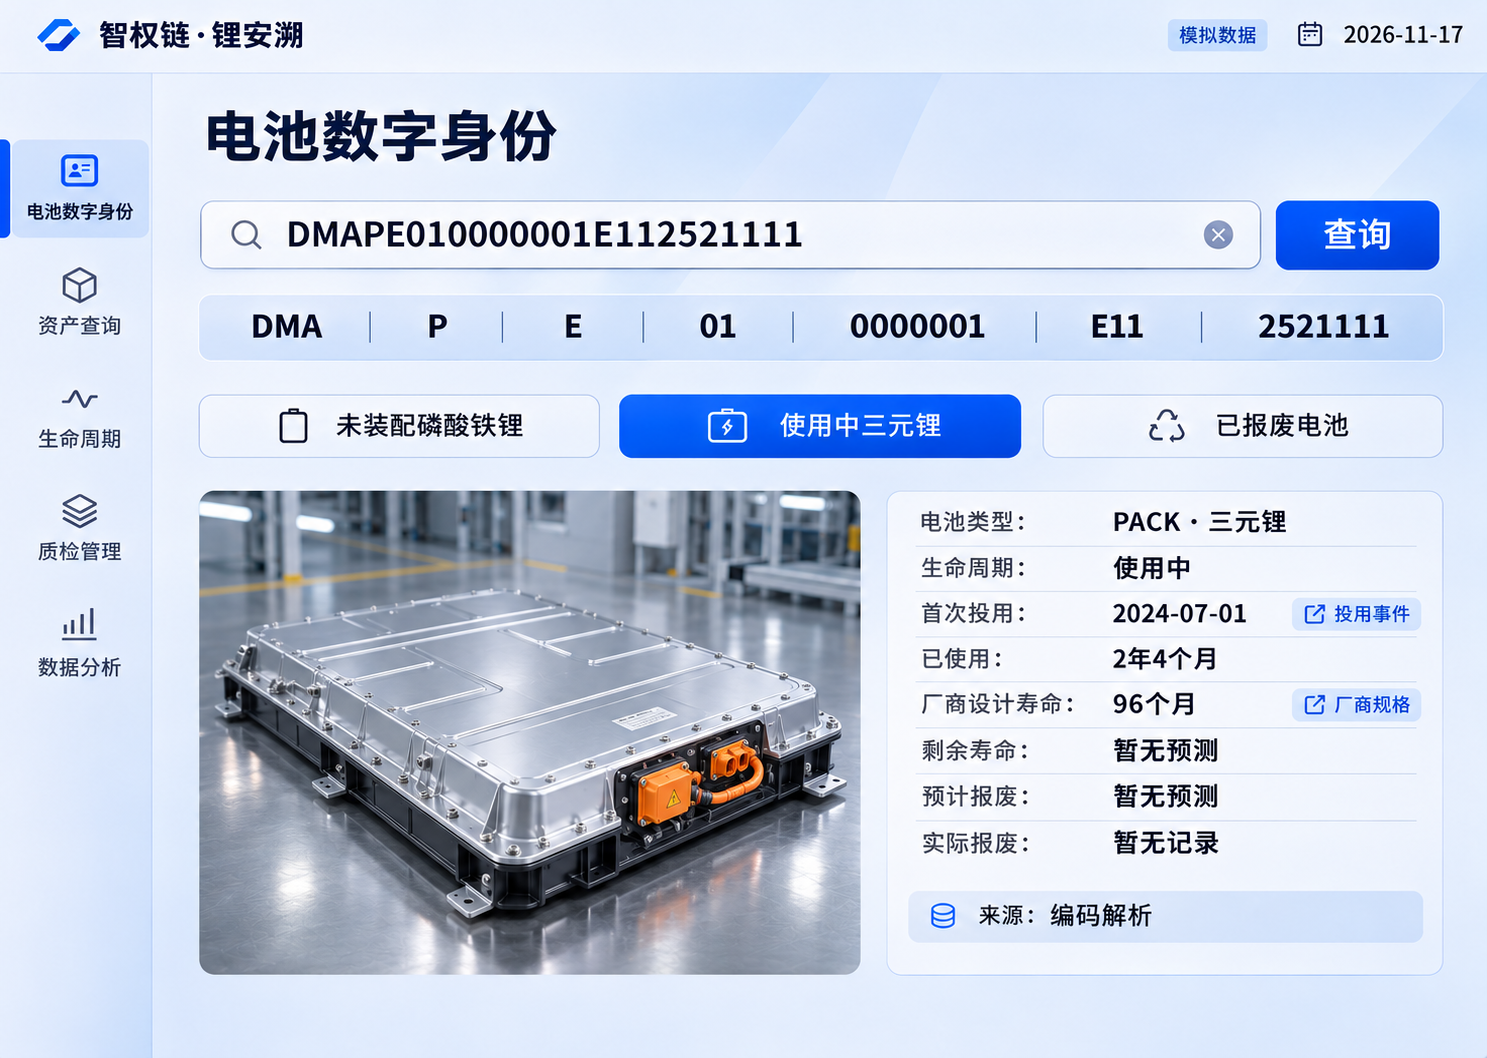 智权链·锂安溯
模拟数据
2026-11-17
电池数字身份
资产查询
生命周期
质检管理
数据分析
电池数字身份
DMAPE010000001E112521111
查询
DMA P E 01 0000001 E11 2521111
未装配磷酸铁锂
使用中三元锂
已报废电池
电池类型： PACK · 三元锂
生命周期： 使用中
首次投用： 2024-07-01 投用事件
已使用： 2年4个月
厂商设计寿命： 96个月 厂商规格
剩余寿命： 暂无预测
预计报废： 暂无预测
实际报废： 暂无记录
来源：编码解析